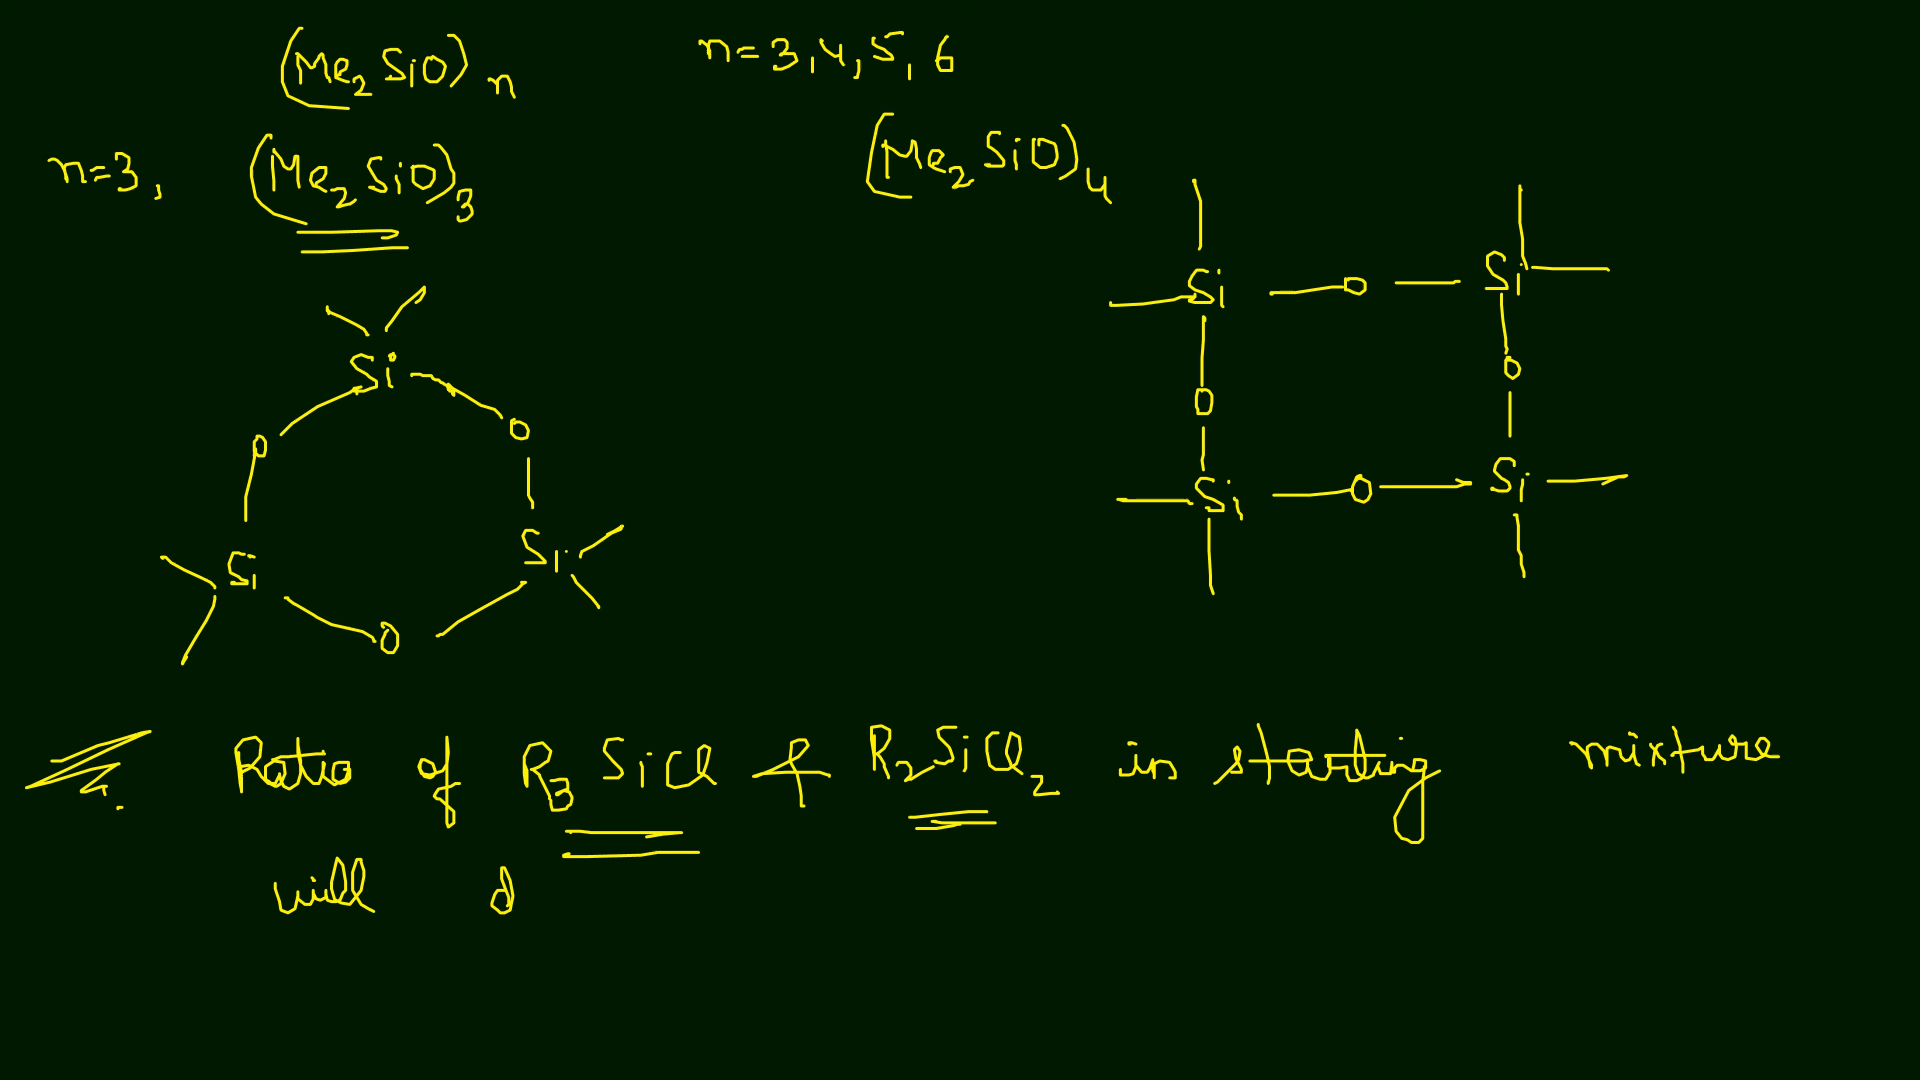 (Me₂SiO)n n=3,4,5,6
n=3, (Me₂SiO)₃ (Me₂SiO)₄
Si Si O Si
Si
O O O O
Si Si Si O Si
O
Ratio of R₃SiCl & R₂SiCl₂ in starting mixture
will d